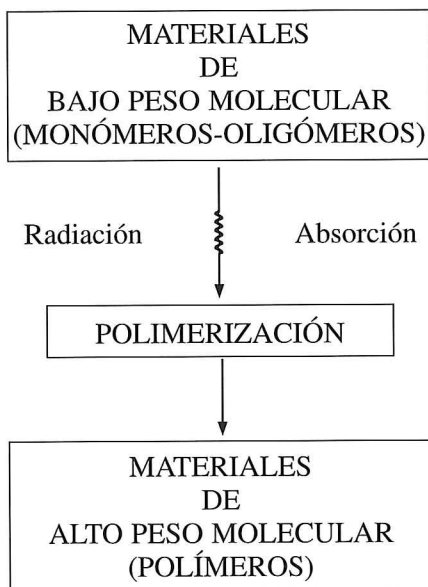 MATERIALES
DE
BAJO PESO MOLECULAR
(MONÓMEROS-OLIGÓMEROS)
Radiación Absorción
POLIMERIZACIÓN
MATERIALES
DE
ALTO PESO MOLECULAR
(POLÍMEROS)